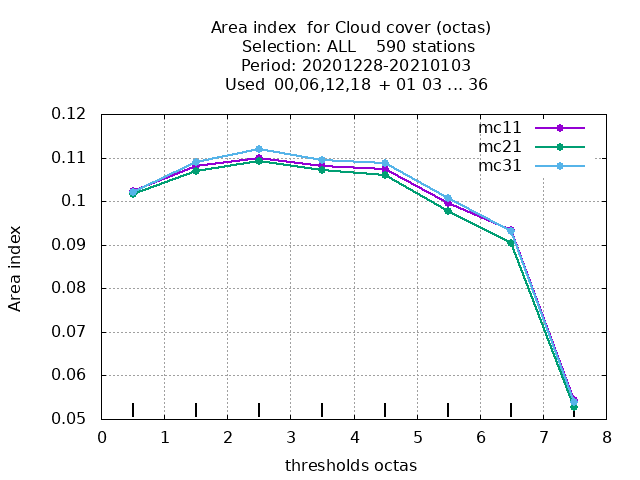 Area index  for Cloud cover (octas)
Selection: ALL    590 stations
Period: 20201228-20210103
Used  00,06,12,18  + 01 03 ... 36
mc11
mc21
mc31
0.12
0.11
0.1
0.09
0.08
0.07
0.06
0.05
Area index
0 1 2 3 4 5 6 7 8
thresholds octas